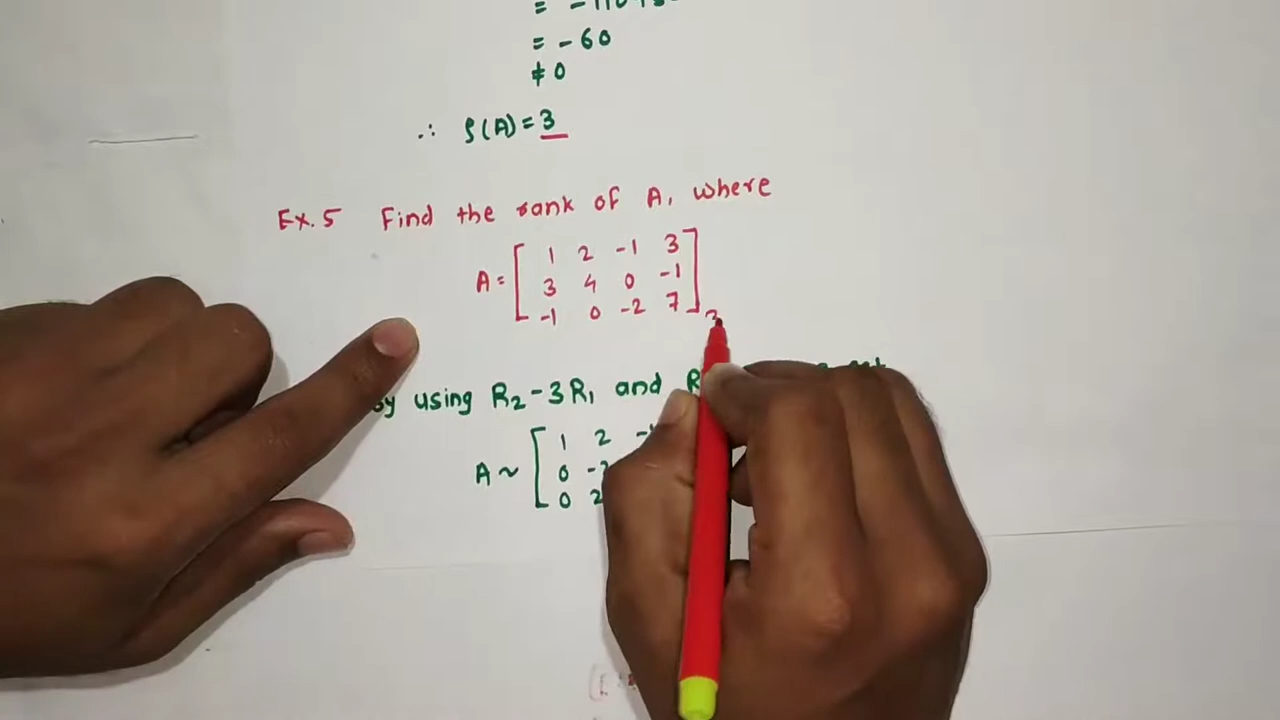 = -60
≠ 0
∴ ρ(A) = 3
Ex.5 Find the rank of A, where
A = [ 1 2 -1 3
3 4 0 -1
-1 0 -2 7 ]
By using R₂-3R₁ and
A ~ [ 1 2
0 -2
0 2